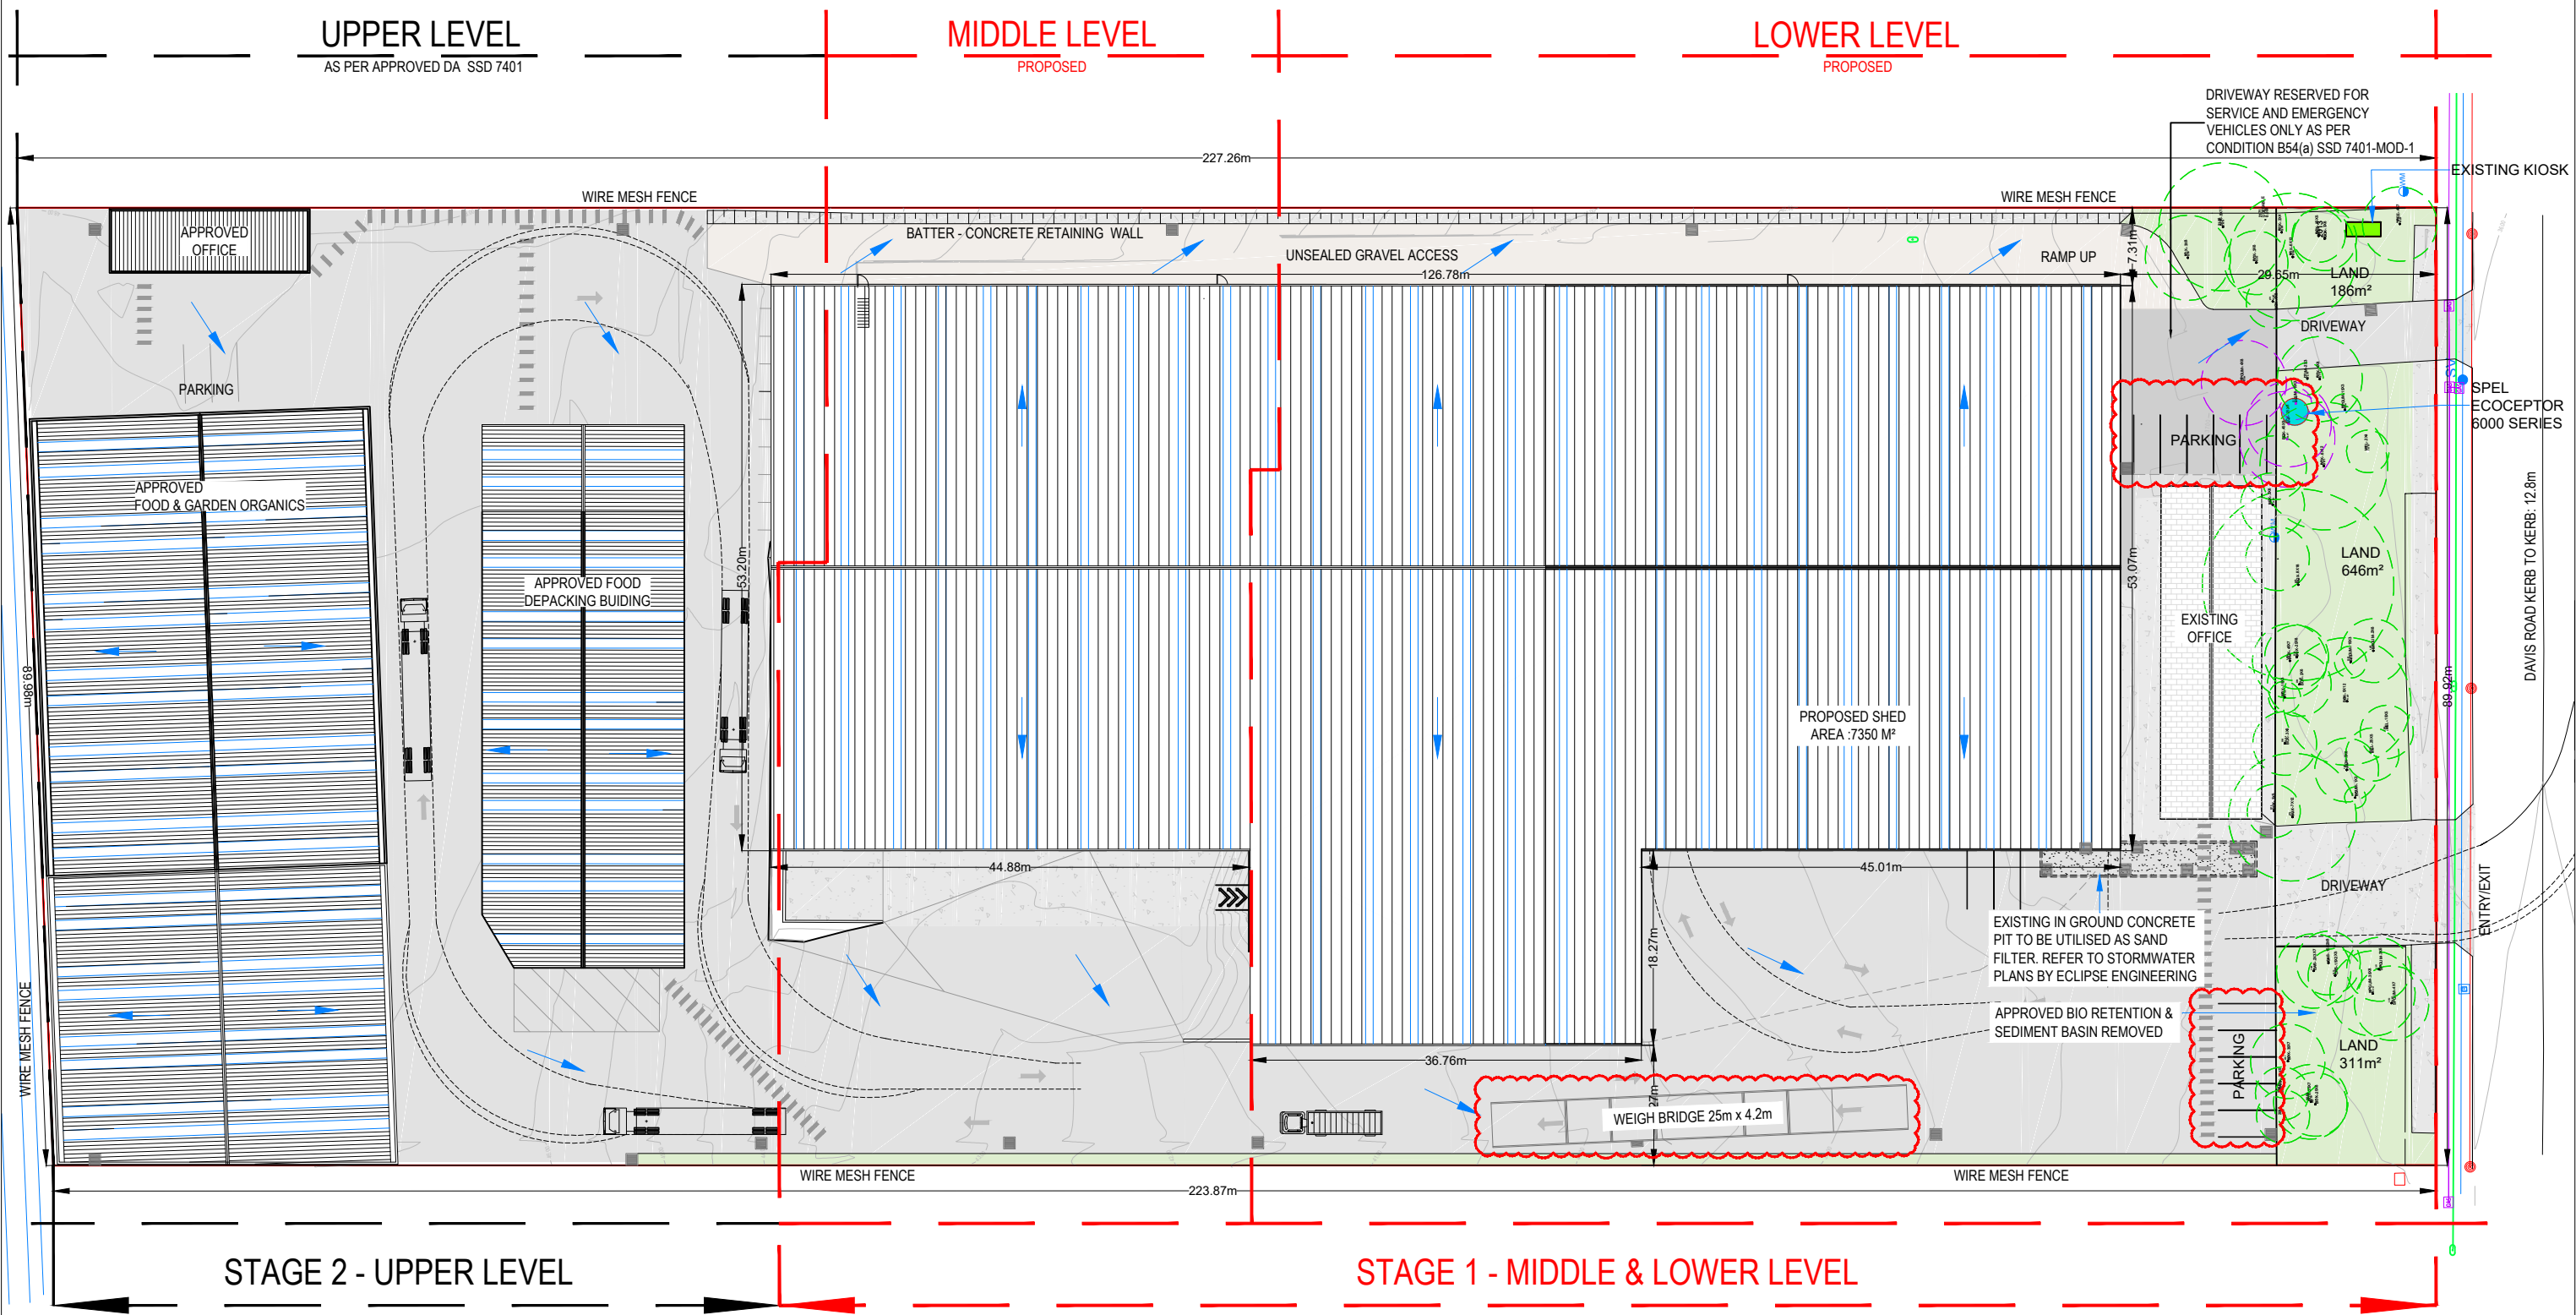 UPPER LEVEL
AS PER APPROVED DA  SSD 7401
MIDDLE LEVEL
PROPOSED
LOWER LEVEL
PROPOSED
DRIVEWAY RESERVED FOR
SERVICE AND EMERGENCY
VEHICLES ONLY AS PER
CONDITION B54(a) SSD 7401-MOD-1
227.26m
EXISTING KIOSK
WIRE MESH FENCE
WIRE MESH FENCE
APPROVED
OFFICE
BATTER - CONCRETE RETAINING  WALL
UNSEALED GRAVEL ACCESS
RAMP UP
7.31m
126.78m
29.65m
LAND
186m²
DRIVEWAY
PARKING
SPEL
ECOCEPTOR
6000 SERIES
PARKING
APPROVED
FOOD & GARDEN ORGANICS
DAVIS ROAD KERB TO KERB: 12.8m
53.20m
53.07m
LAND
646m²
APPROVED FOOD
DEPACKING BUIDING
EXISTING
OFFICE
89.98m
89.92m
PROPOSED SHED
AREA :7350 M²
44.88m
45.01m
DRIVEWAY
ENTRY/EXIT
18.27m
EXISTING IN GROUND CONCRETE
PIT TO BE UTILISED AS SAND
FILTER. REFER TO STORMWATER
PLANS BY ECLIPSE ENGINEERING
APPROVED BIO RETENTION &
SEDIMENT BASIN REMOVED
WIRE MESH FENCE
36.76m
PARKING
LAND
311m²
WEIGH BRIDGE 25m x 4.2m
WIRE MESH FENCE
WIRE MESH FENCE
223.87m
STAGE 2 - UPPER LEVEL
STAGE 1 - MIDDLE & LOWER LEVEL